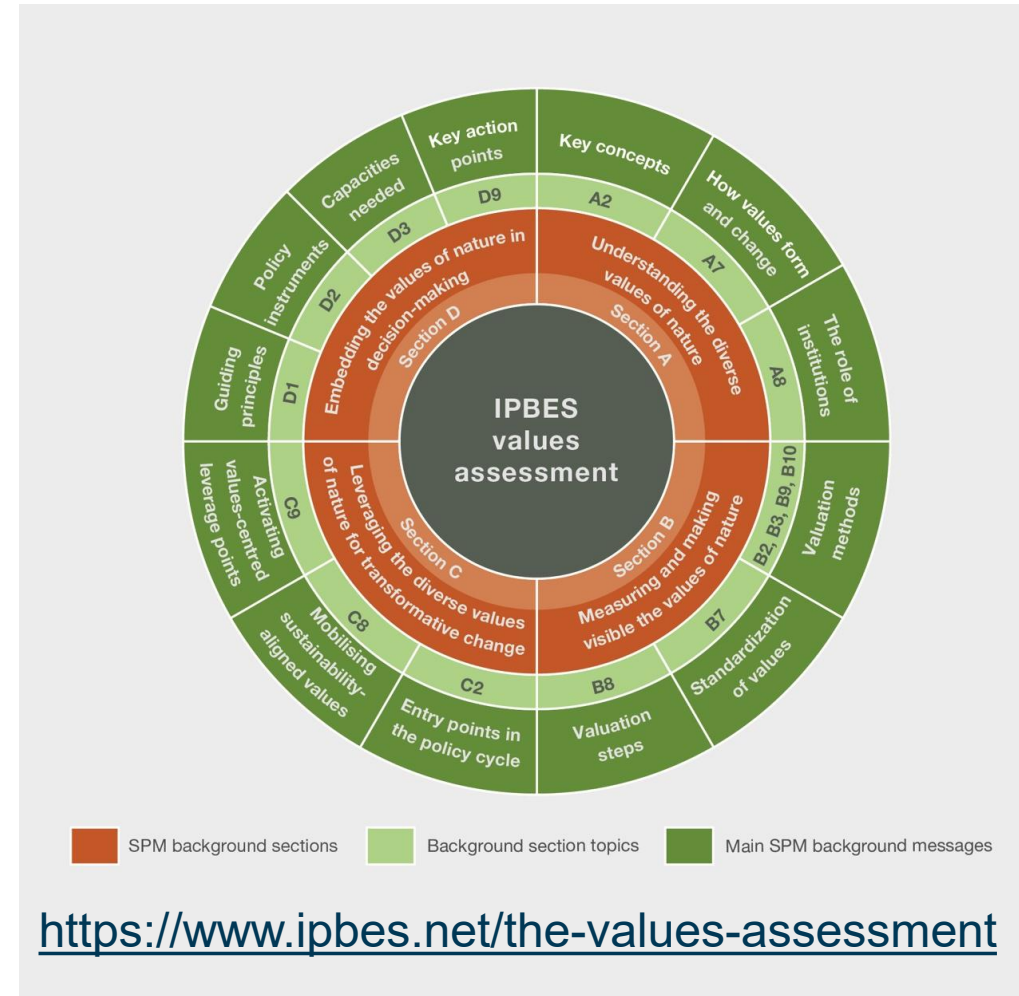 Key action
points
Key concepts
How values form
and change
The role of
institutions
Valuation
methods
Standardization
of values
Valuation
steps
Entry points in
the policy cycle
Mobilising
sustainability-
aligned values
Activating
values-centred
leverage points
Guiding
principles
Policy
instruments
Capacities
needed
D9
A2
A7
A8
B2, B3, B9, B10
B7
B8
C2
C8
C9
D1
D2
D3
Understanding the diverse
values of nature
Section A
Measuring and making
visible the values of nature
Section B
Leveraging the diverse values
of nature for transformative change
Section C
Embedding the values of nature in
decision-making
Section D
IPBES
values
assessment
SPM background sections
Background section topics
Main SPM background messages
https://www.ipbes.net/the-values-assessment